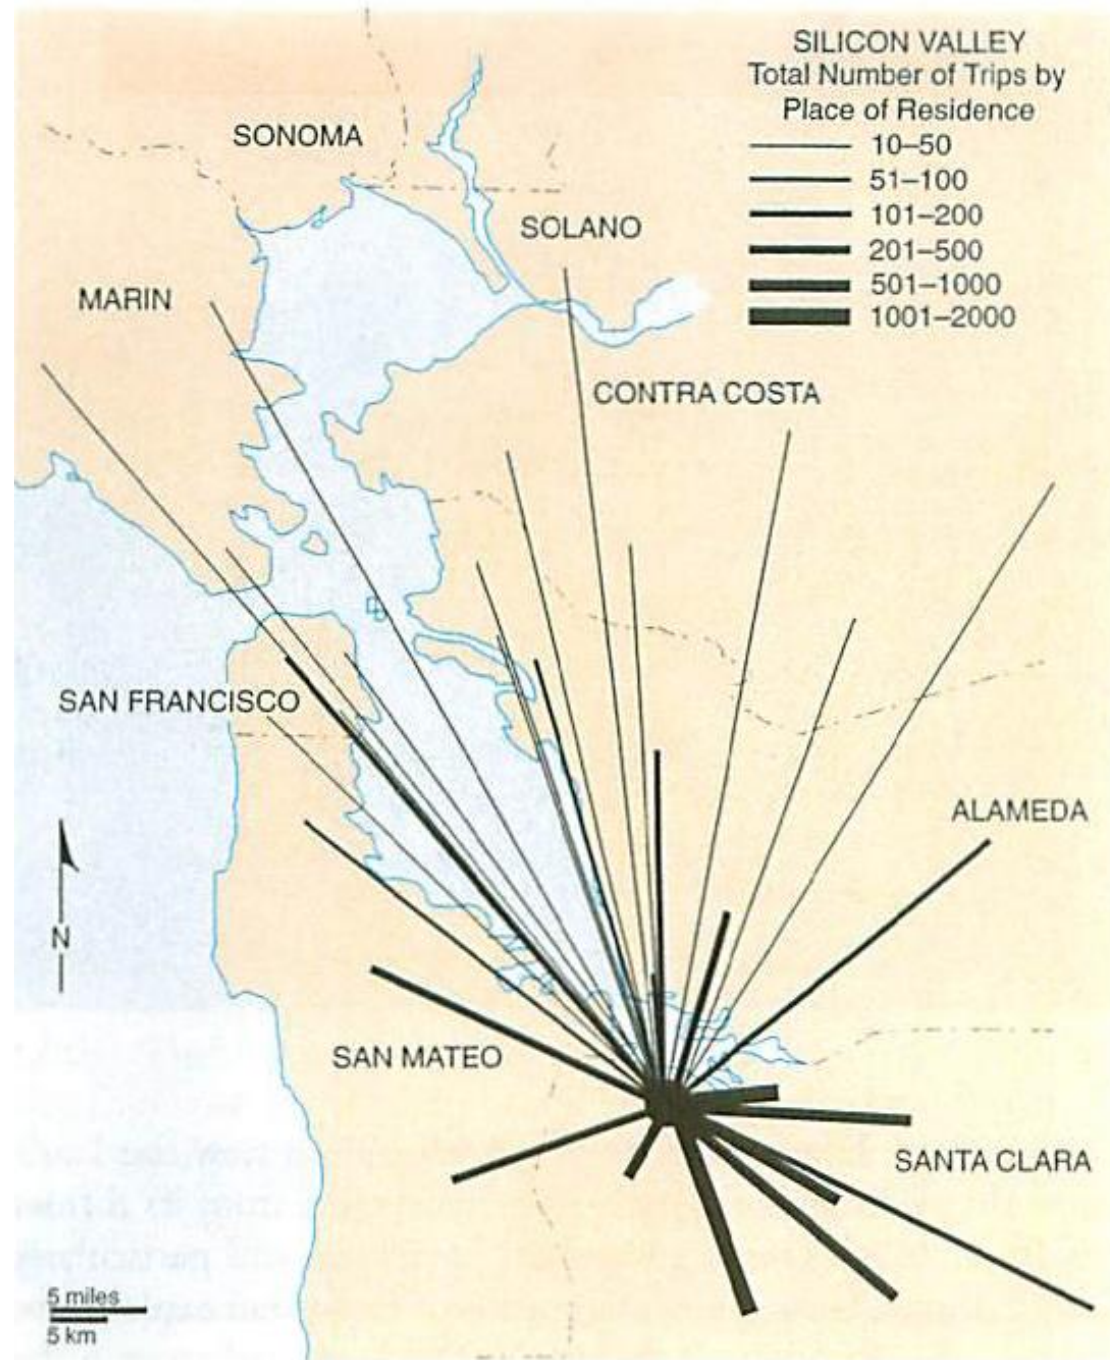 SILICON VALLEY
Total Number of Trips by
Place of Residence
10–50
51–100
101–200
201–500
501–1000
1001–2000
SONOMA
SOLANO
MARIN
CONTRA COSTA
SAN FRANCISCO
ALAMEDA
N
SAN MATEO
SANTA CLARA
5 miles
5 km